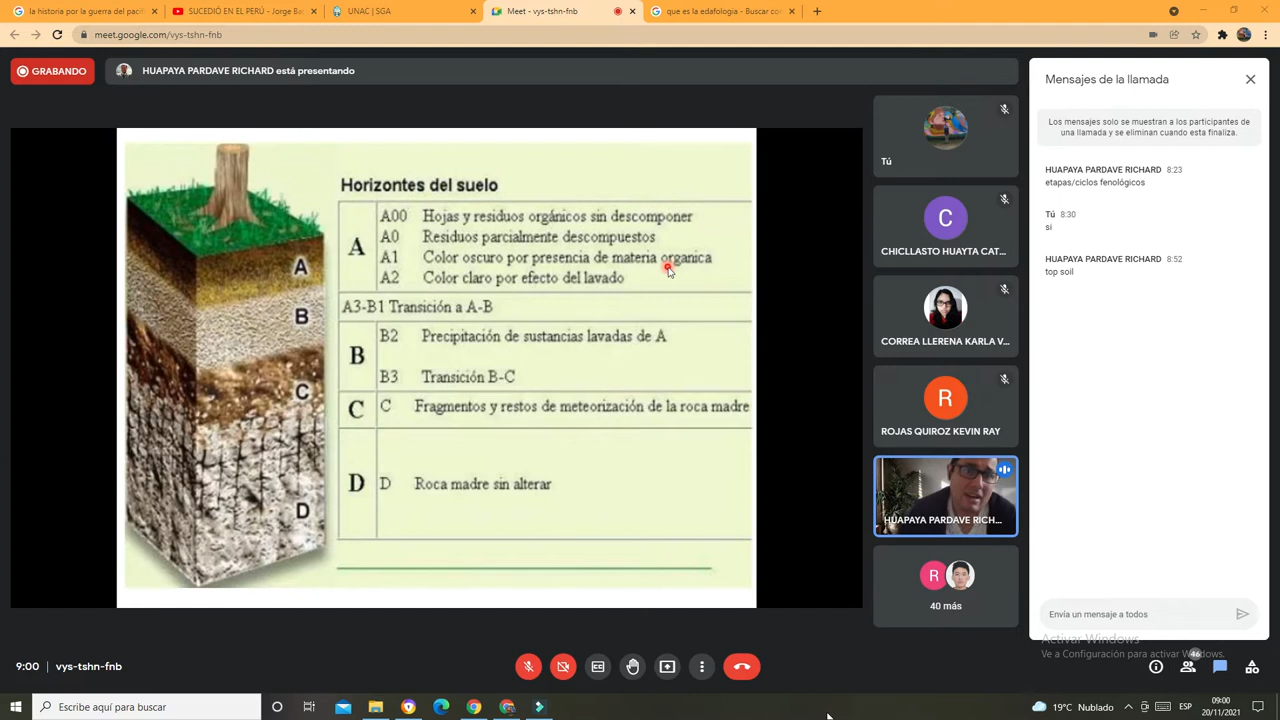 la historia por la guerra del pacif
SUCEDIÓ EN EL PERÚ - Jorge Ba
UNAC | SGA
Meet - vys-tshn-fnb
que es la edafologia - Buscar co
meet.google.com/vys-tshn-fnb
GRABANDO
HUAPAYA PARDAVE RICHARD está presentando
Horizontes del suelo
A
A00 Hojas y residuos orgánicos sin descomponer
A0 Residuos parcialmente descompuestos
A1 Color oscuro por presencia de materia organica
A2 Color claro por efecto del lavado
A3-B1 Transición a A-B
B
B2 Precipitación de sustancias lavadas de A
B3 Transición B-C
C C Fragmentos y restos de meteorización de la roca madre
D D Roca madre sin alterar
A
B
C
D
Tú
C
CHICLLASTO HUAYTA CAT...
CORREA LLERENA KARLA V...
R
ROJAS QUIROZ KEVIN RAY
HUAPAYA PARDAVE RICH...
R
40 más
Mensajes de la llamada
Los mensajes solo se muestran a los participantes de
una llamada y se eliminan cuando esta finaliza.
HUAPAYA PARDAVE RICHARD 8:23
etapas/ciclos fenológicos
Tú 8:30
si
HUAPAYA PARDAVE RICHARD 8:52
top soil
Envía un mensaje a todos
Activar Windows
Ve a Configuración para activar Windows.
9:00 vys-tshn-fnb
46
Escribe aquí para buscar
19°C Nublado
ESP
09:00
20/11/2021